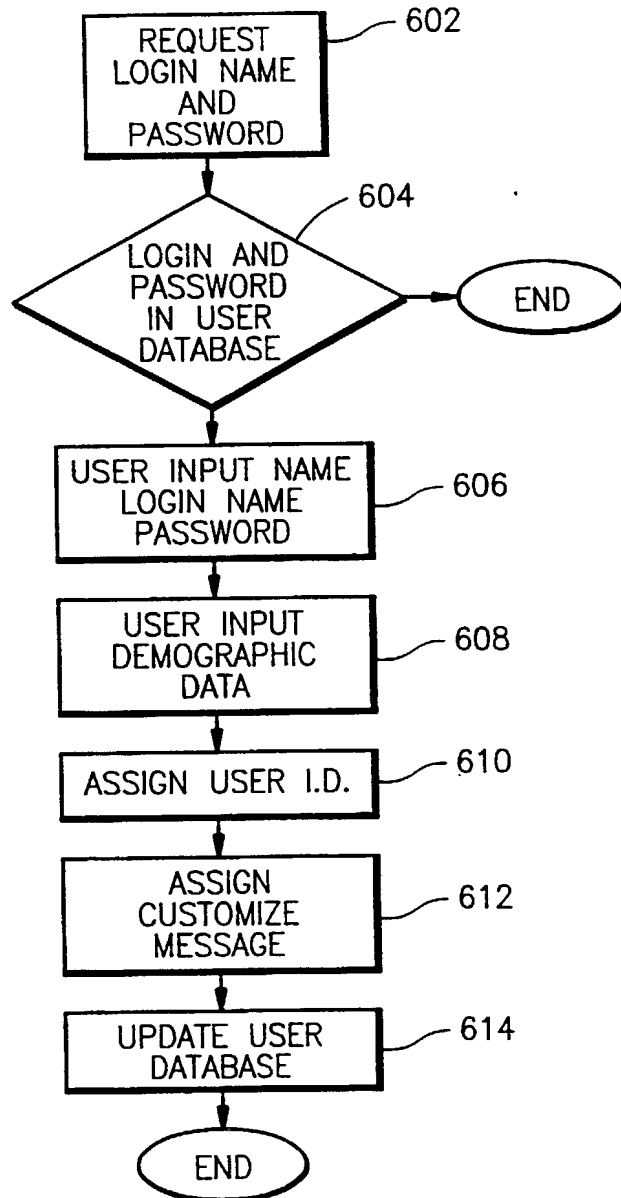 REQUEST
LOGIN NAME
AND
PASSWORD
602
LOGIN AND
PASSWORD
IN USER
DATABASE
604
END
USER INPUT NAME
LOGIN NAME
PASSWORD
606
USER INPUT
DEMOGRAPHIC
DATA
608
ASSIGN USER I.D.
610
ASSIGN
CUSTOMIZE
MESSAGE
612
UPDATE USER
DATABASE
614
END